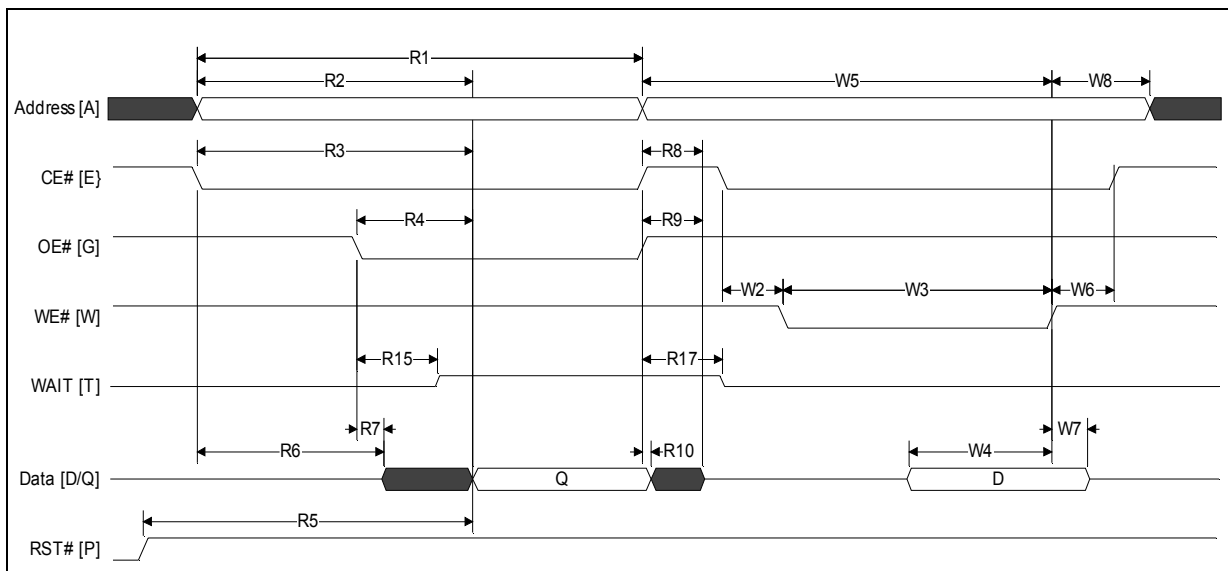 R1
R2
W5
W8
Address [A]
R3
R8
CE# [E}
R4
R9
OE# [G]
W2
W3
W6
WE# [W]
R15
R17
WAIT [T]
R7
W7
R6
R10
W4
Data [D/Q]
Q
D
R5
RST# [P]